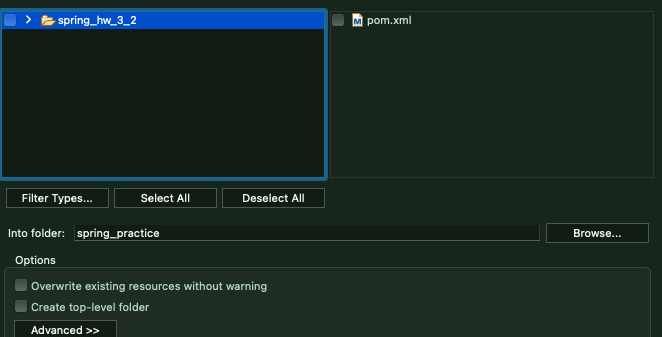 spring_hw_3_2
pom.xml
Filter Types...
Select All
Deselect All
Into folder:
spring_practice
Browse...
Options
Overwrite existing resources without warning
Create top-level folder
Advanced >>